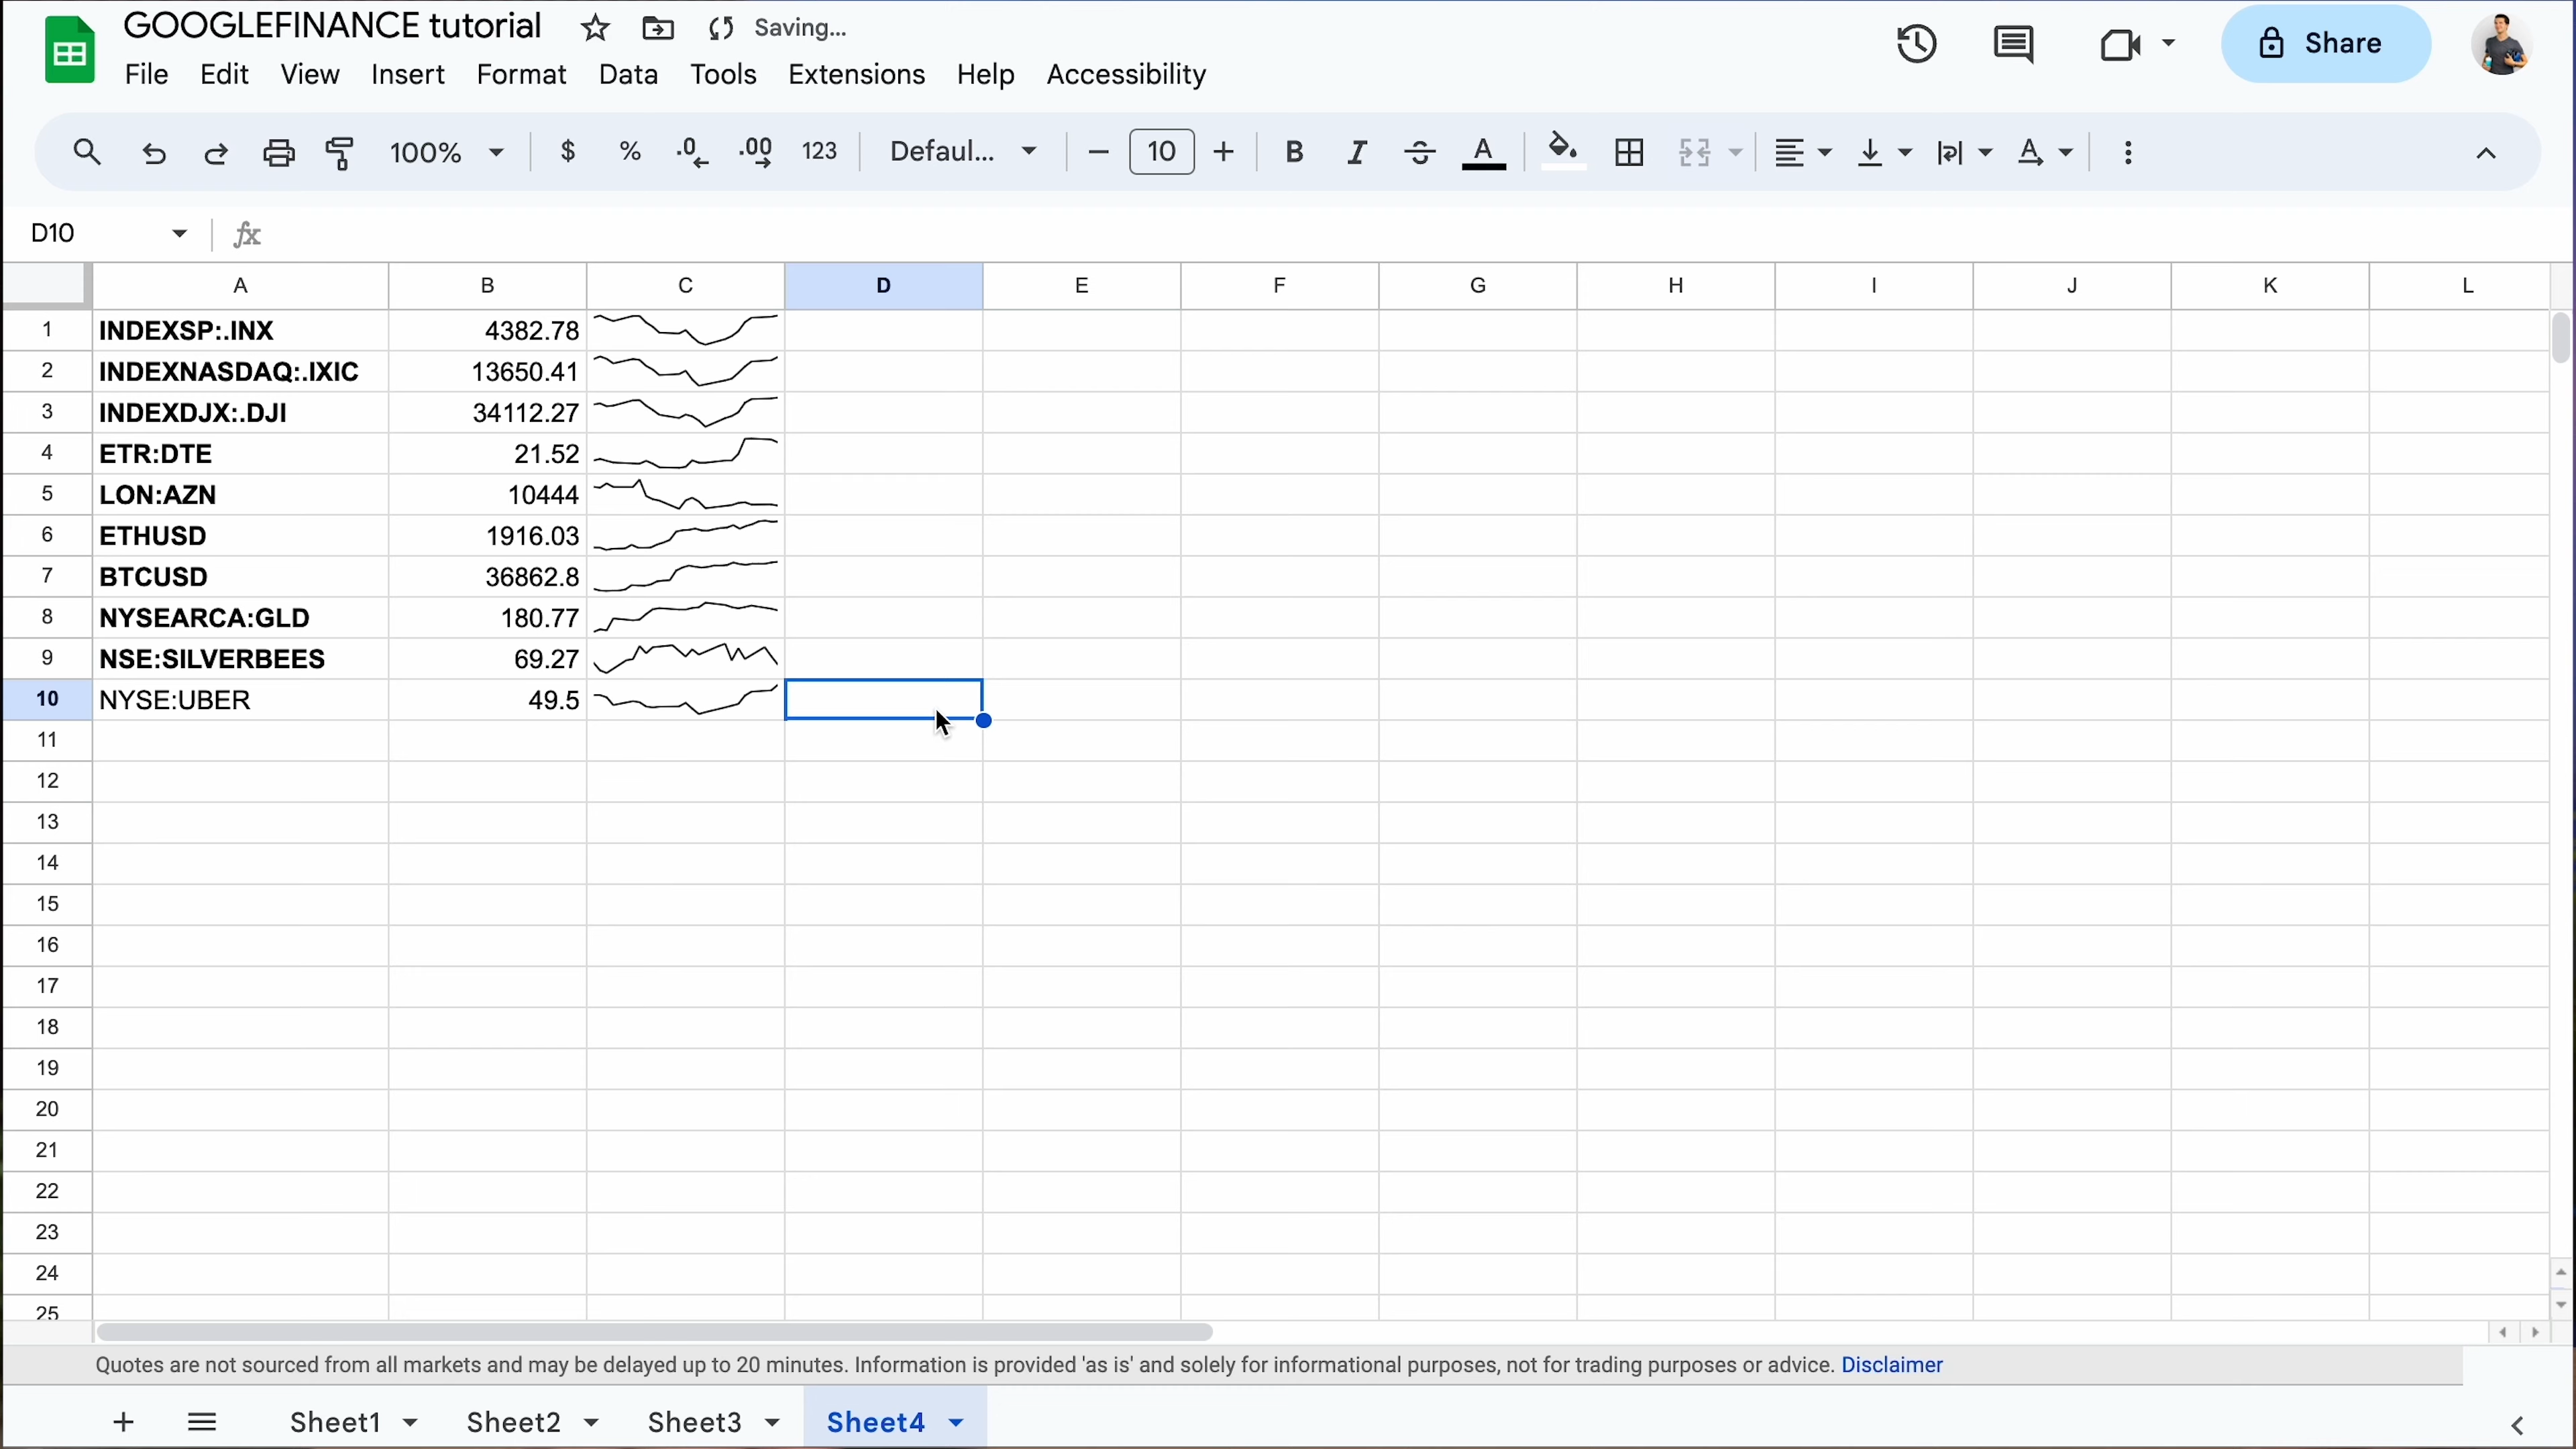 GOOGLEFINANCE tutorial Saving...
File Edit View Insert Format Data Tools Extensions Help Accessibility
Share
100% $ % .0 .00 123 Defaul... 10 B I S A A
D10 fx
A B C D E F G H I J K L
1 INDEXSP:.INX 4382.78
2 INDEXNASDAQ:.IXIC 13650.41
3 INDEXDJX:.DJI 34112.27
4 ETR:DTE 21.52
5 LON:AZN 10444
6 ETHUSD 1916.03
7 BTCUSD 36862.8
8 NYSEARCA:GLD 180.77
9 NSE:SILVERBEES 69.27
10 NYSE:UBER 49.5
11
12
13
14
15
16
17
18
19
20
21
22
23
24
25
Quotes are not sourced from all markets and may be delayed up to 20 minutes. Information is provided 'as is' and solely for informational purposes, not for trading purposes or advice. Disclaimer
Sheet1 Sheet2 Sheet3 Sheet4